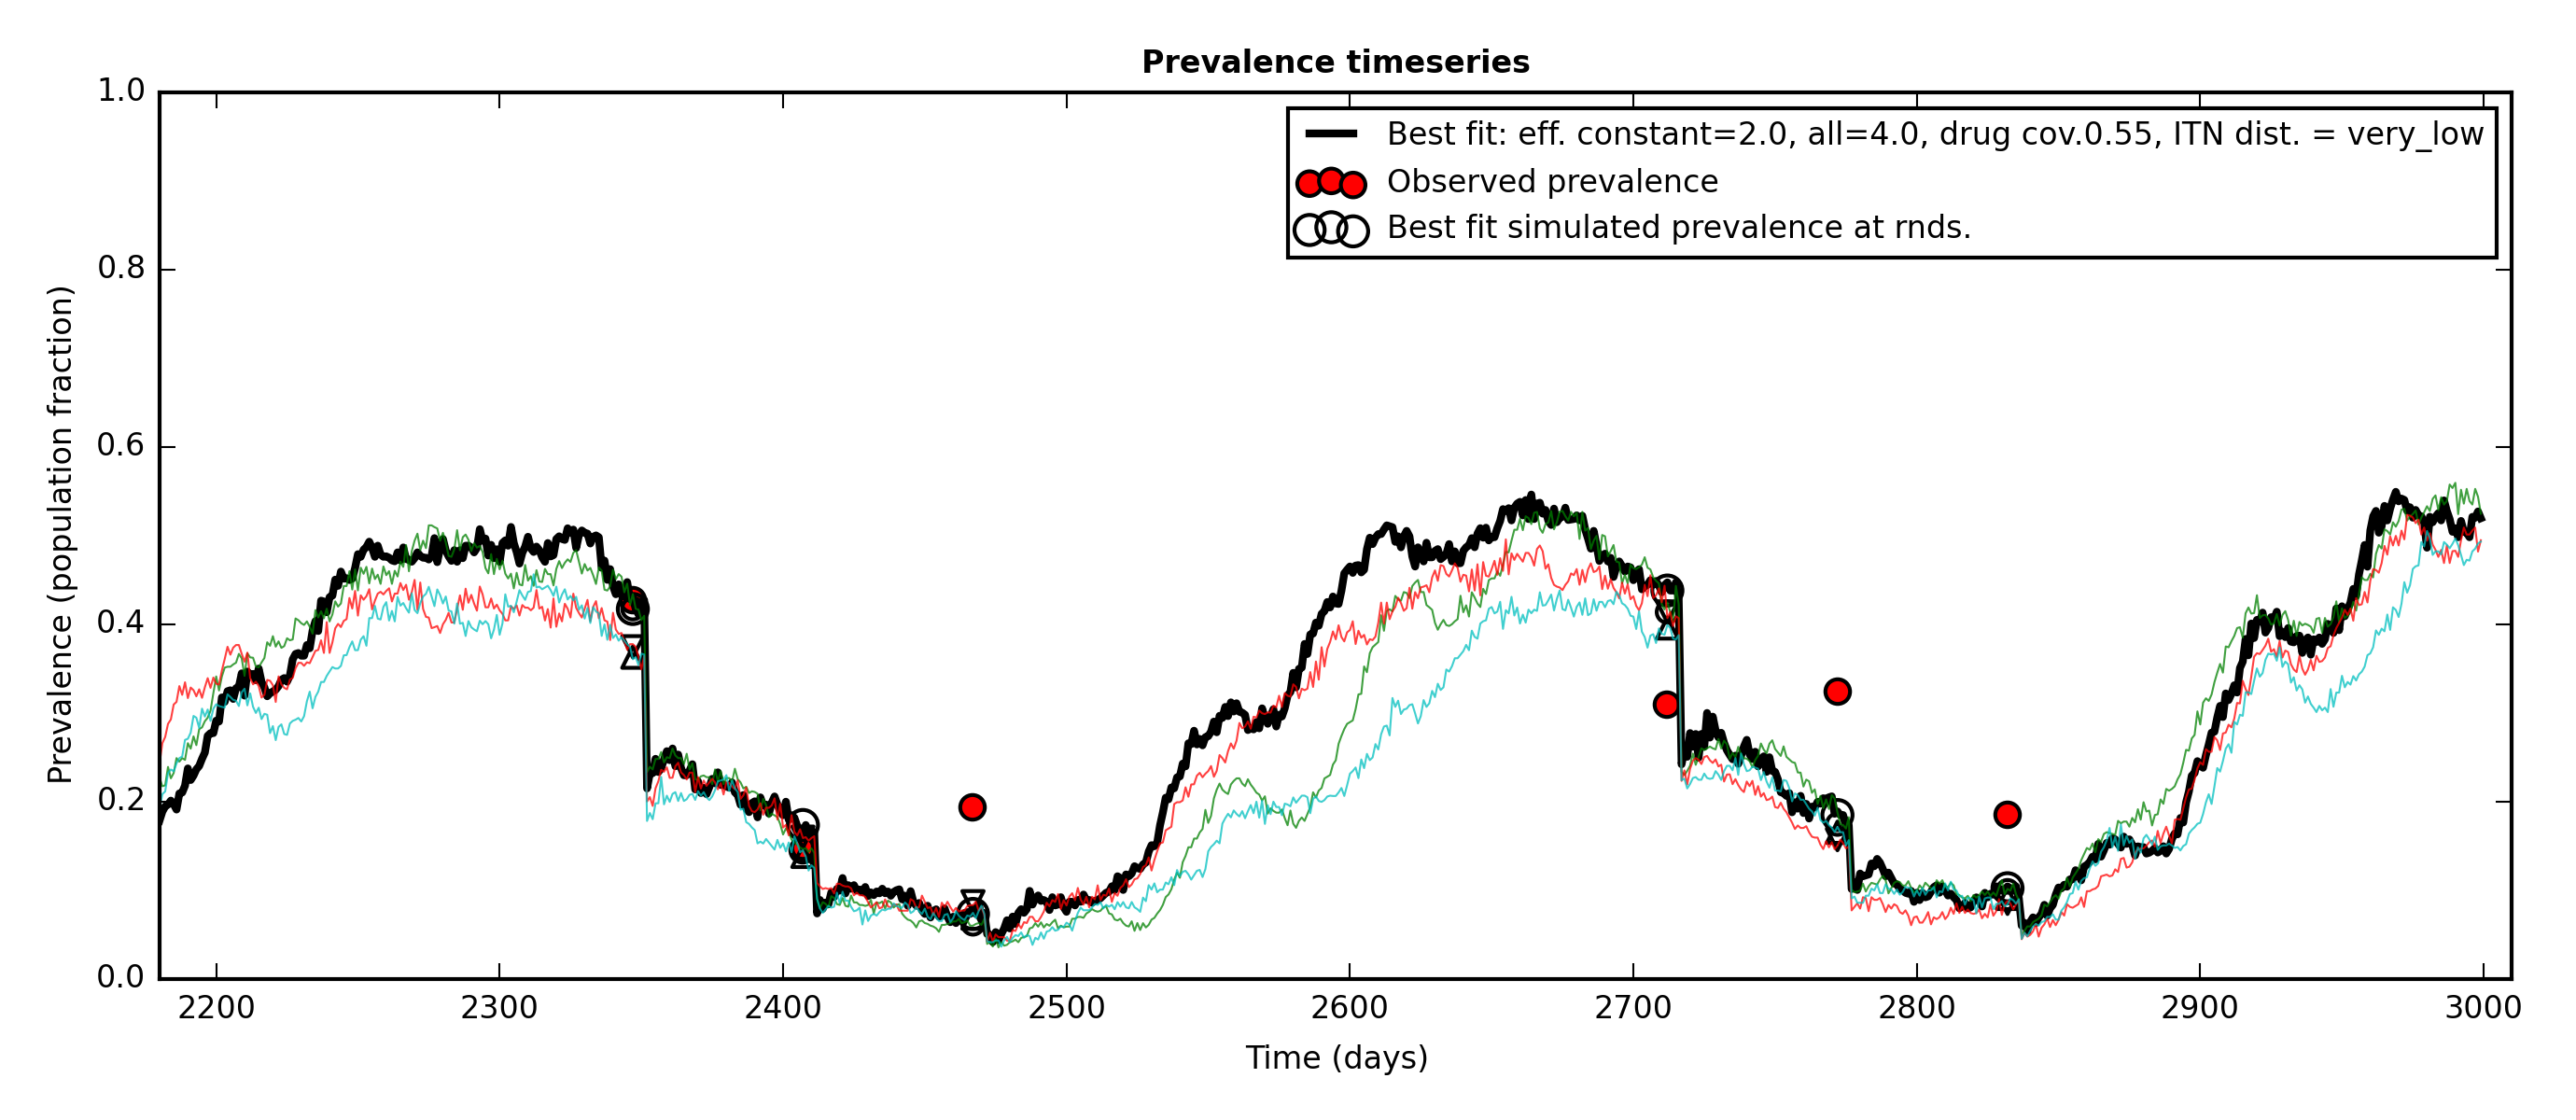 Prevalence timeseries
1.0
0.8
0.6
0.4
0.2
0.0
Prevalence (population fraction)
Best fit: eff. constant=2.0, all=4.0, drug cov.0.55, ITN dist. = very_low
Observed prevalence
Best fit simulated prevalence at rnds.
2200 2300 2400 2500 2600 2700 2800 2900 3000
Time (days)